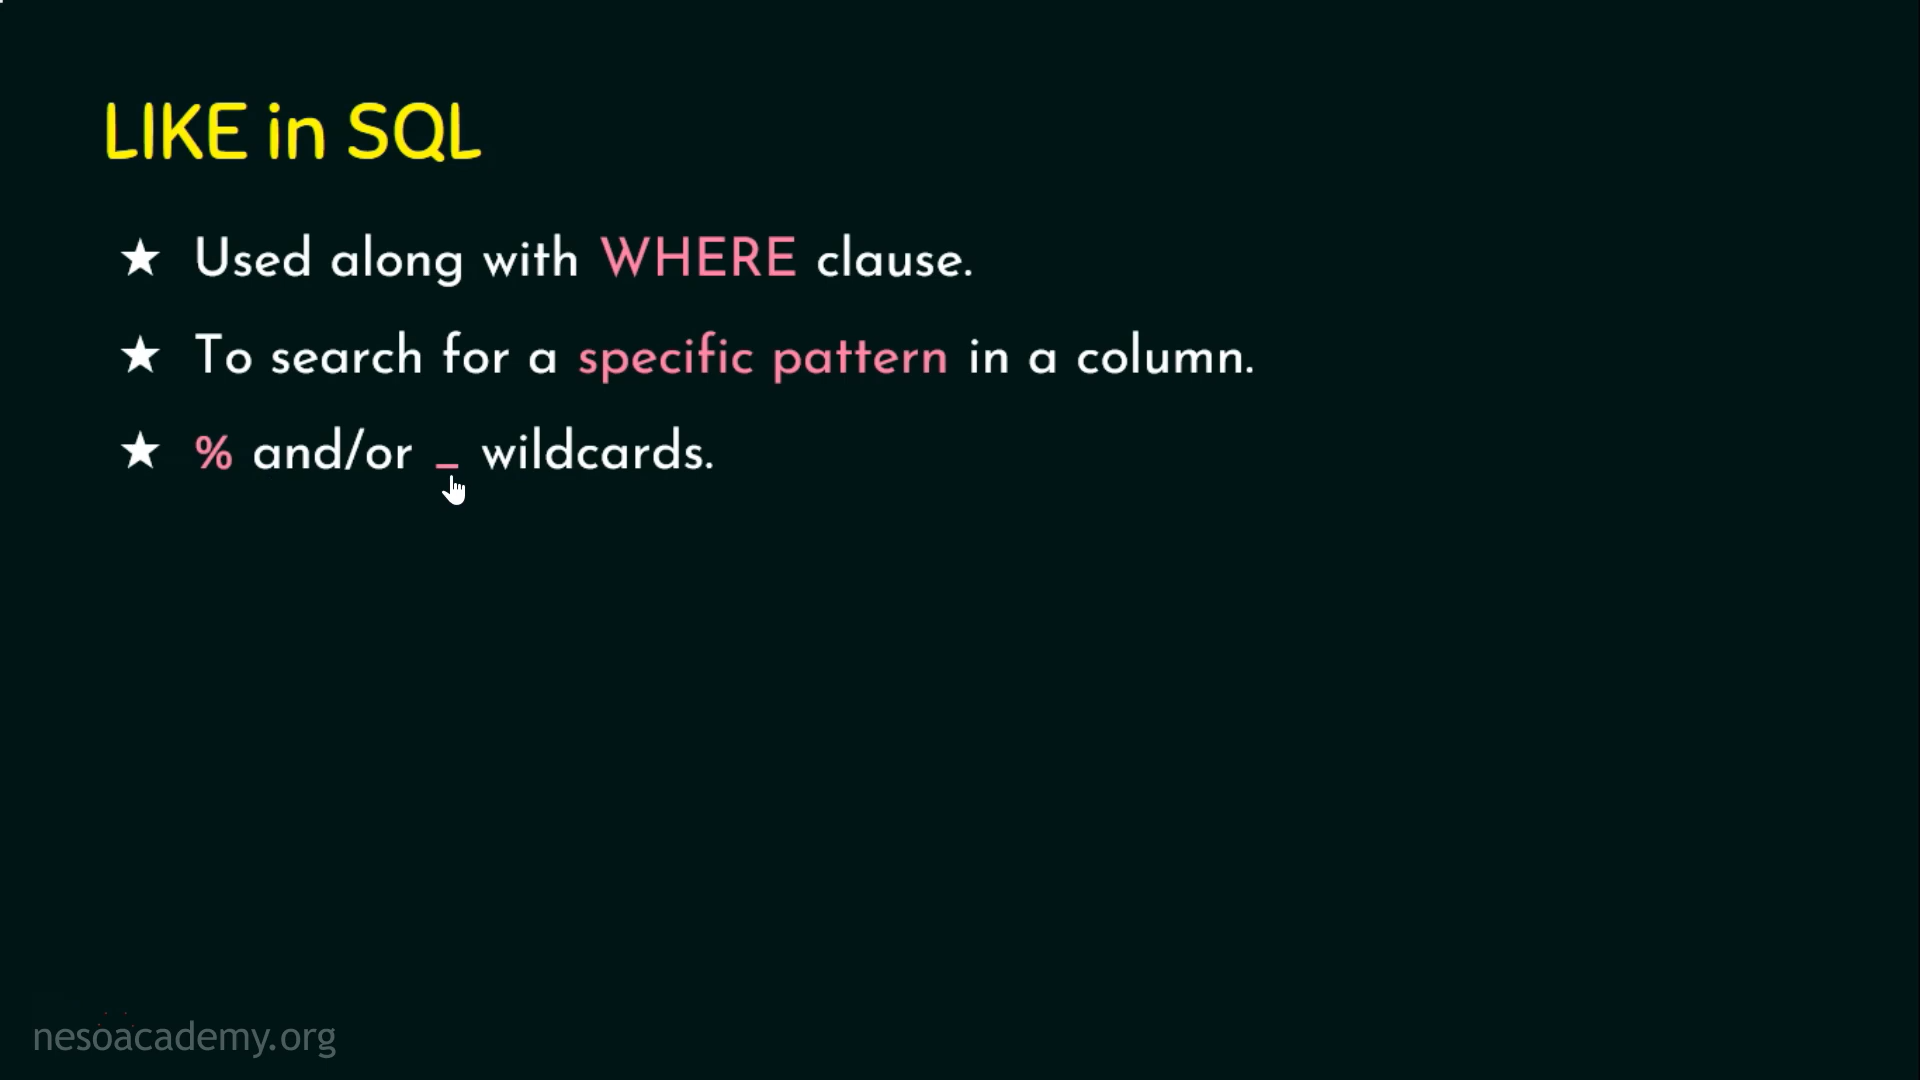 LIKE in SQL
★ Used along with WHERE clause.
★ To search for a specific pattern in a column.
★ % and/or _ wildcards.
nesoacademy.org